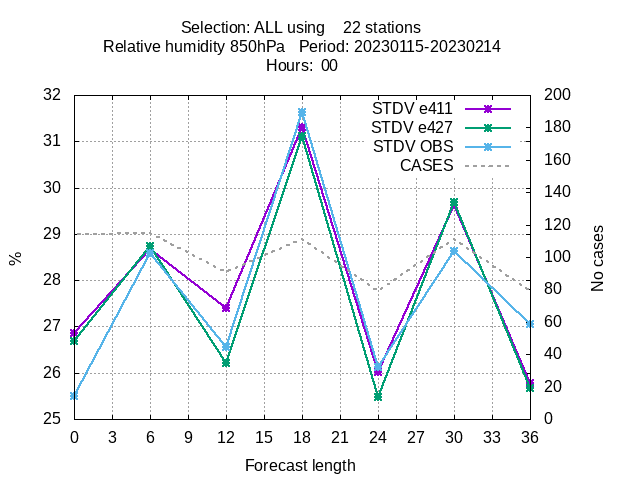 Selection: ALL using    22 stations
Relative humidity 850hPa   Period: 20230115-20230214
Hours:  00
STDV e411
STDV e427
STDV OBS
CASES
32
31
30
29
28
27
26
25
%
200
180
160
140
120
100
80
60
40
20
0
No cases
0 3 6 9 12 15 18 21 24 27 30 33 36
Forecast length